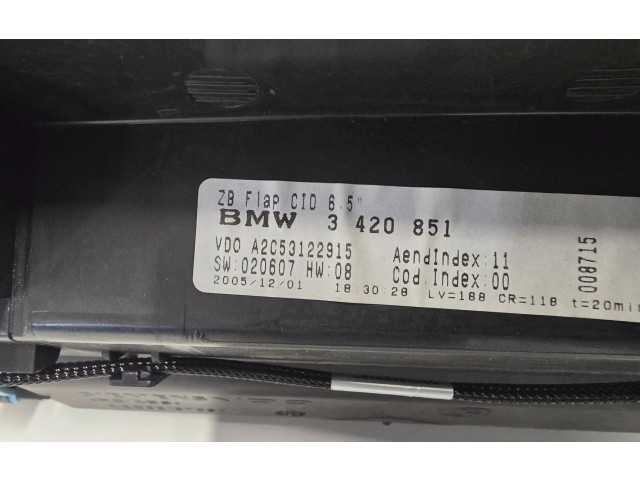 ZB Flap CID 6.5"
BMW 3 420 851
VDO A2C53122915 AendIndex:11
SW:020607 HW:08 Cod.Index:00
2005/12/01 18:30:28 LV=188 CR=118 t=20min
008715